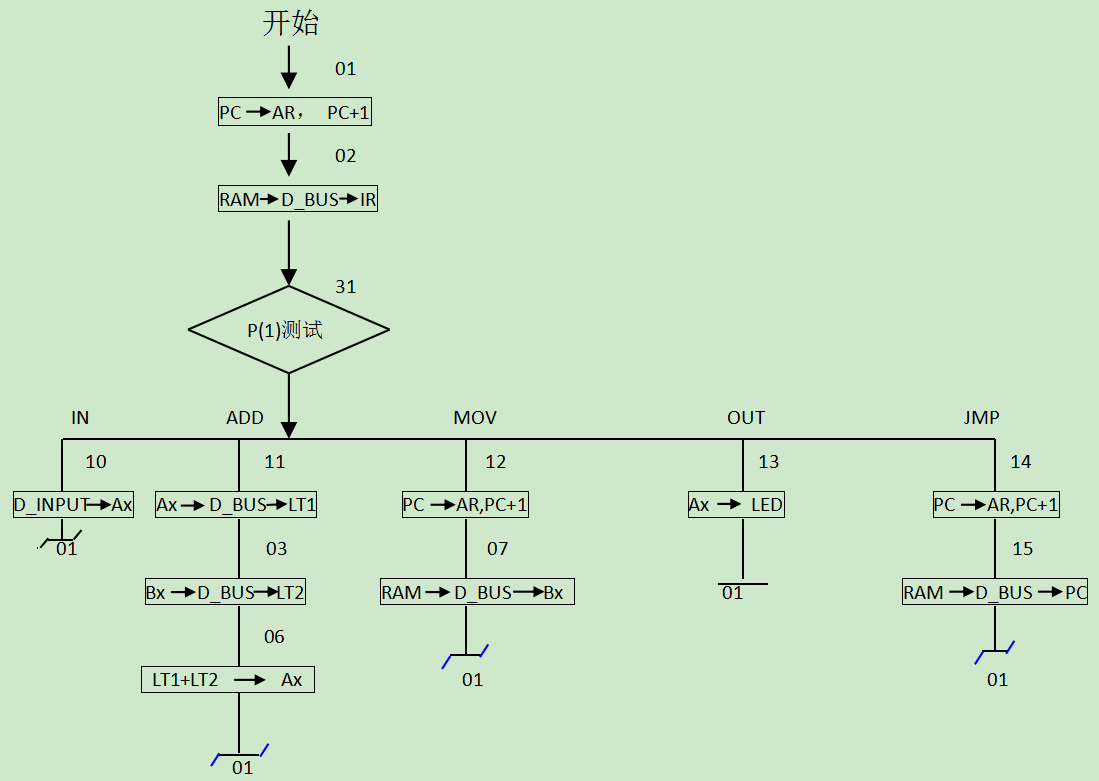 开始
01
PC→AR， PC+1
02
RAM→D_BUS→IR
31
P(1)测试
IN ADD MOV OUT JMP
10 11 12 13 14
D_INPUT→Ax Ax→D_BUS→LT1 PC→AR,PC+1 Ax→LED PC→AR,PC+1
01 03 07 15
Bx→D_BUS→LT2 RAM→D_BUS→Bx 01 RAM→D_BUS→PC
06
LT1+LT2→Ax 01 01
01